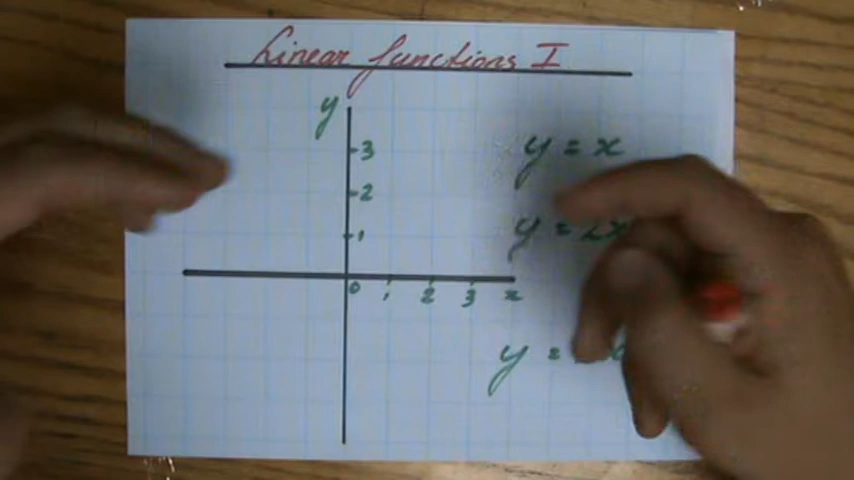 Linear functions I
y
3
2
1
0 1 2 3 x
y = x
y = 2x
y =